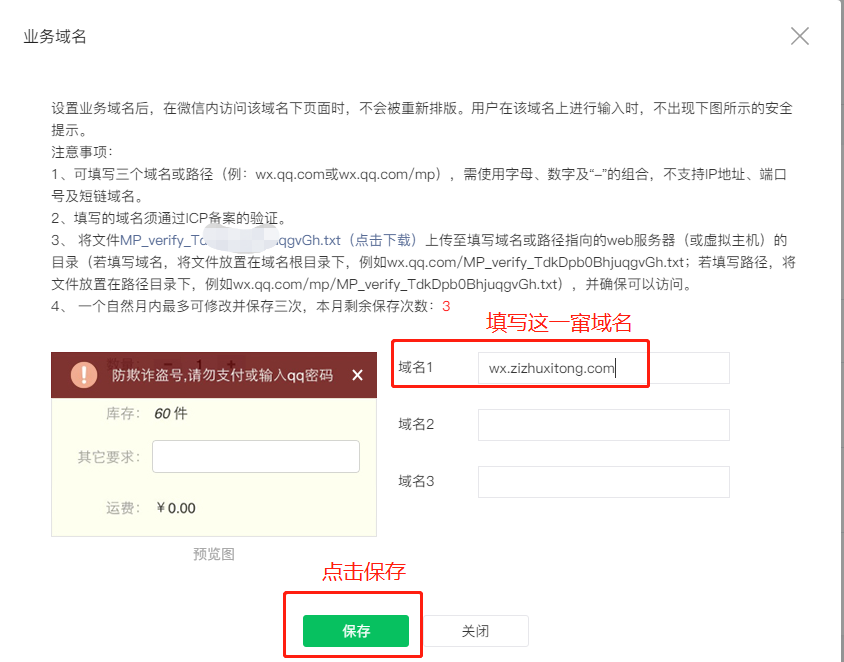 业务域名
设置业务域名后，在微信内访问该域名下页面时，不会被重新排版。用户在该域名上进行输入时，不出现下图所示的安全
提示。
注意事项：
1、可填写三个域名或路径（例：wx.qq.com或wx.qq.com/mp），需使用字母、数字及“–”的组合，不支持IP地址、端口
号及短链域名。
2、填写的域名须通过ICP备案的验证。
3、 将文件MP_verify_Td qgvGh.txt（点击下载）上传至填写域名或路径指向的web服务器（或虚拟主机）的
目录（若填写域名，将文件放置在域名根目录下，例如wx.qq.com/MP_verify_TdkDpb0BhjuqgvGh.txt；若填写路径，将
文件放置在路径目录下，例如wx.qq.com/mp/MP_verify_TdkDpb0BhjuqgvGh.txt），并确保可以访问。
4、 一个自然月内最多可修改并保存三次，本月剩余保存次数：3
填写这一窜域名
域名1 wx.zizhuxitong.com
防欺诈盗号,请勿支付或输入qq密码
库存： 60 件
域名2
其它要求：
域名3
运费： ￥0.00
预览图
点击保存
保存 关闭